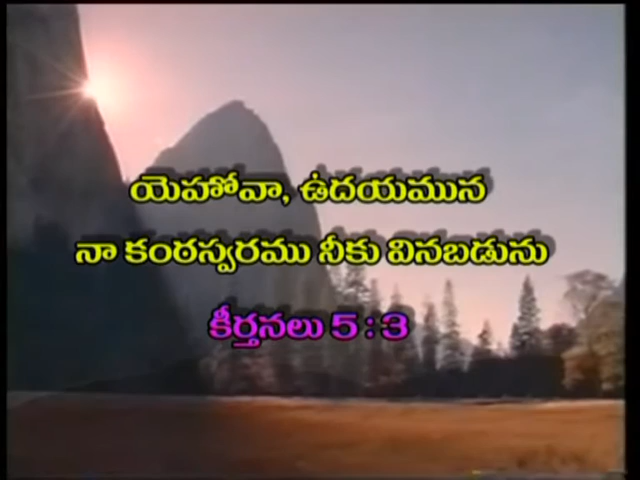 యెహోవా, ఉదయమున
నా కంఠస్వరము నీకు వినబడును
కీర్తనలు 5 : 3